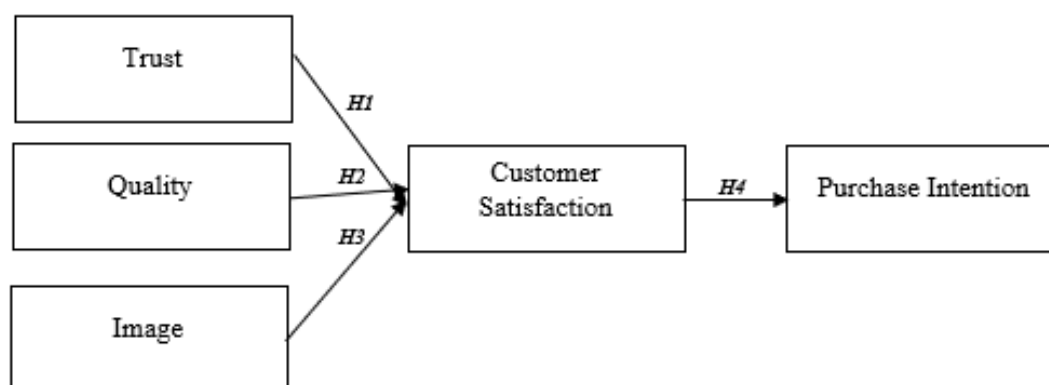 Trust
H1
Quality
H2
H3
Image
Customer
Satisfaction
H4
Purchase Intention